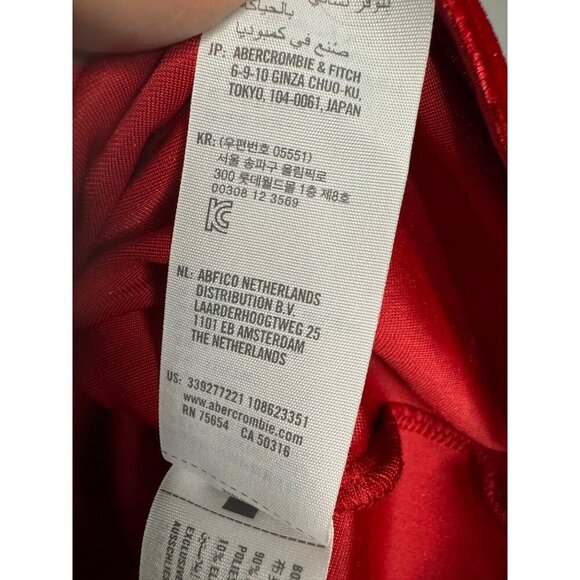 صنع في كمبوديا
IP: ABERCROMBIE & FITCH
6-9-10 GINZA CHUO-KU,
TOKYO, 104-0061, JAPAN
KR: (우편번호 05551)
서울 송파구 올림픽로
300 롯데월드몰 1층 제8호
00308 12 3569
NL: ABFICO NETHERLANDS
DISTRIBUTION B.V.
LAARDERHOOGTWEG 25
1101 EB AMSTERDAM
THE NETHERLANDS
US: 339277221 108623351
www.abercrombie.com
RN 75654 CA 50316
90%
10%